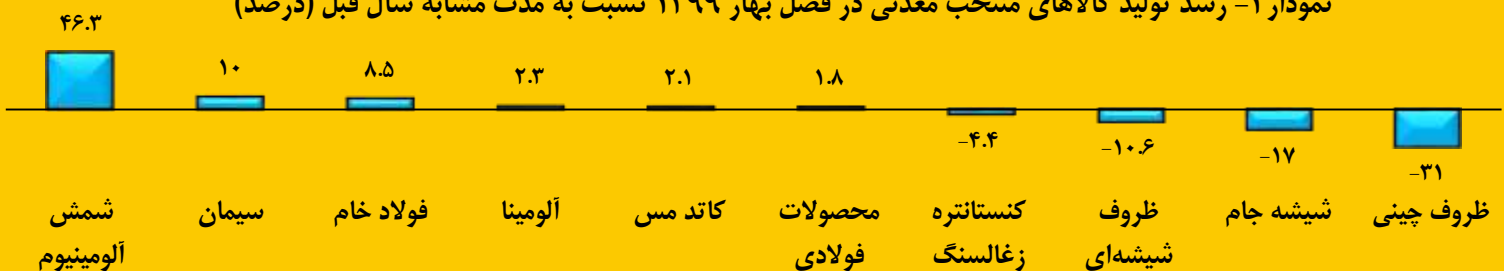 نمودار ۱- رشد تولید کالاهای منتخب معدنی در فصل بهار ۱۳۹۹ نسبت به مدت مشابه سال قبل (درصد)
۴۶.۳
۱۰
۸.۵
۲.۳
۲.۱
۱.۸
-۴.۴
-۱۰.۶
-۱۷
-۳۱
شمش آلومینیوم
سیمان
فولاد خام
آلومینا
کاتد مس
محصولات فولادی
کنستانتره زغالسنگ
ظروف شیشه‌ای
شیشه جام
ظروف چینی